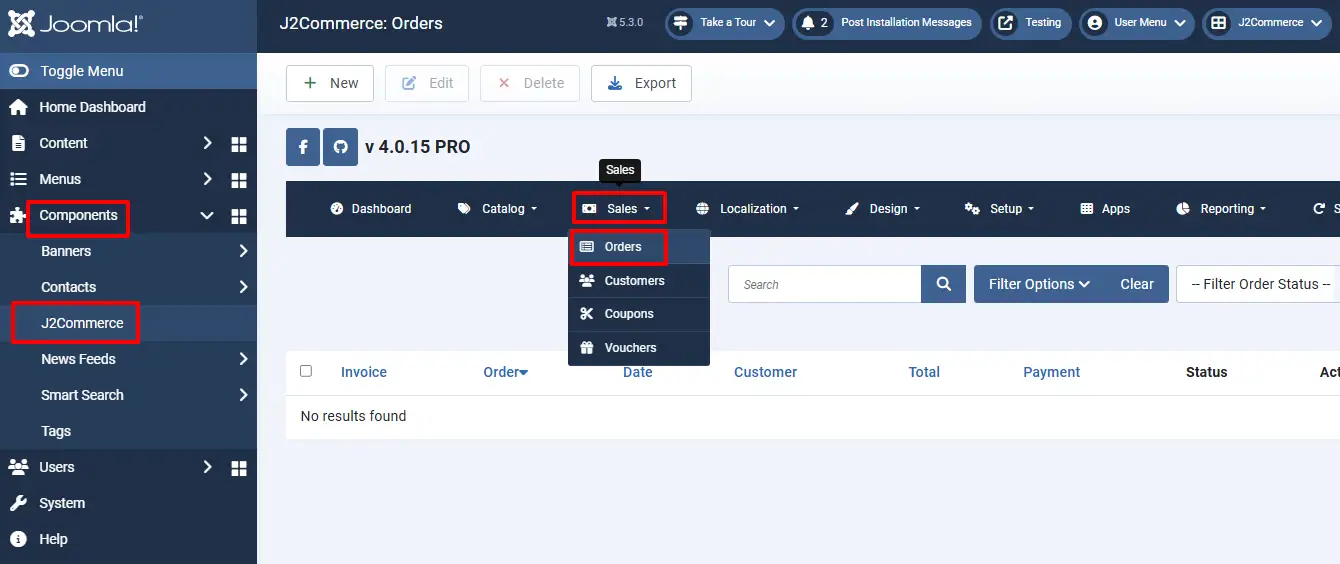 Joomla!
J2Commerce: Orders
5.3.0
Take a Tour
2 Post Installation Messages
Testing
User Menu
J2Commerce
Toggle Menu
New
Edit
Delete
Export
Home Dashboard
Content
Menus
Components
Banners
Contacts
J2Commerce
News Feeds
Smart Search
Tags
Users
System
Help
v 4.0.15 PRO
Sales
Dashboard
Catalog
Sales
Localization
Design
Setup
Apps
Reporting
S
Orders
Customers
Coupons
Vouchers
Search
Filter Options
Clear
-- Filter Order Status --
Invoice
Order
Date
Customer
Total
Payment
Status
Act
No results found